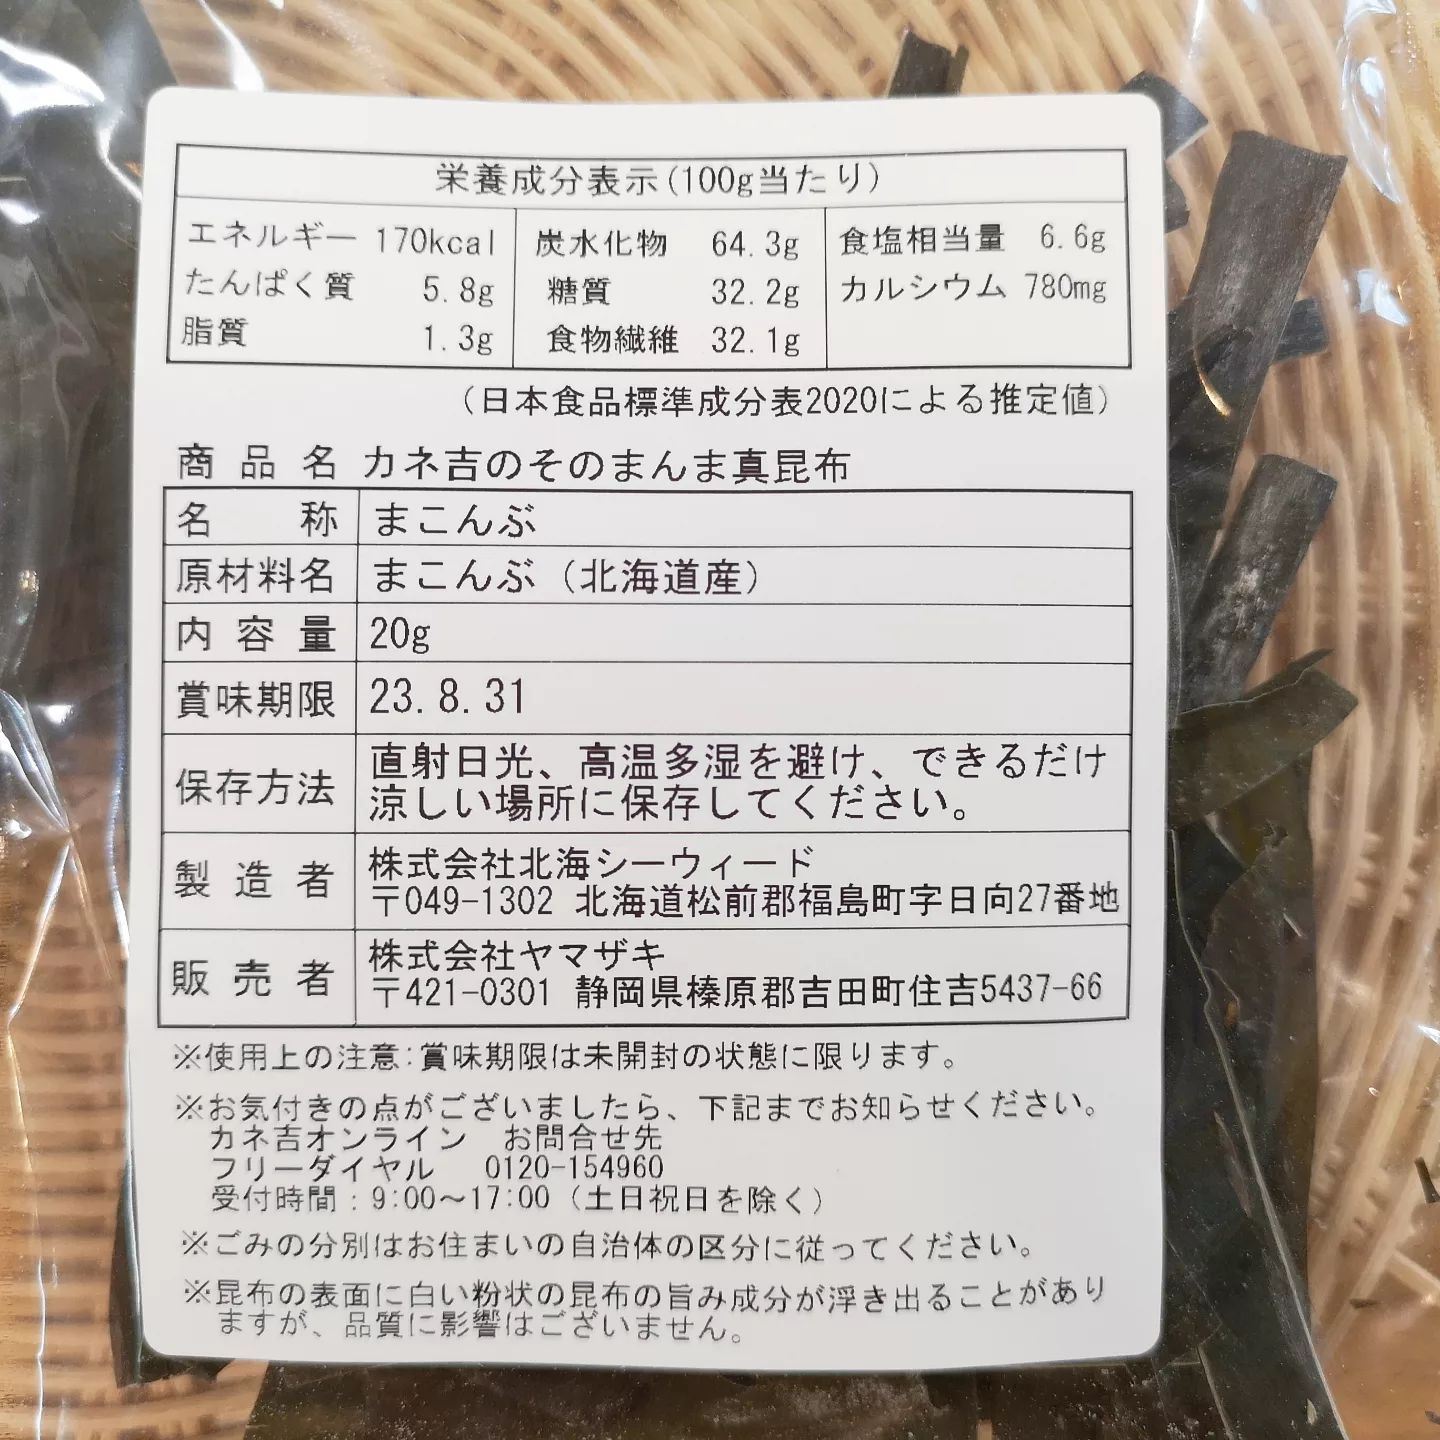 栄養成分表示(100g当たり)
エネルギー 170kcal
たんぱく質 5.8g
脂質 1.3g
炭水化物 64.3g
糖質 32.2g
食物繊維 32.1g
食塩相当量 6.6g
カルシウム 780mg
（日本食品標準成分表2020による推定値）
商品名 カネ吉のそのまんま真昆布
名称 まこんぶ
原材料名 まこんぶ（北海道産）
内容量 20g
賞味期限 23.8.31
保存方法 直射日光、高温多湿を避け、できるだけ
涼しい場所に保存してください。
製造者 株式会社北海シーウィード
〒049-1302 北海道松前郡福島町字日向27番地
販売者 株式会社ヤマザキ
〒421-0301 静岡県榛原郡吉田町住吉5437-66
※使用上の注意:賞味期限は未開封の状態に限ります。
※お気付きの点がございましたら、下記までお知らせください。
カネ吉オンライン お問合せ先
フリーダイヤル 0120-154960
受付時間：9:00～17:00（土日祝日を除く）
※ごみの分別はお住まいの自治体の区分に従ってください。
※昆布の表面に白い粉状の昆布の旨み成分が浮き出ることがあり
ますが、品質に影響はございません。